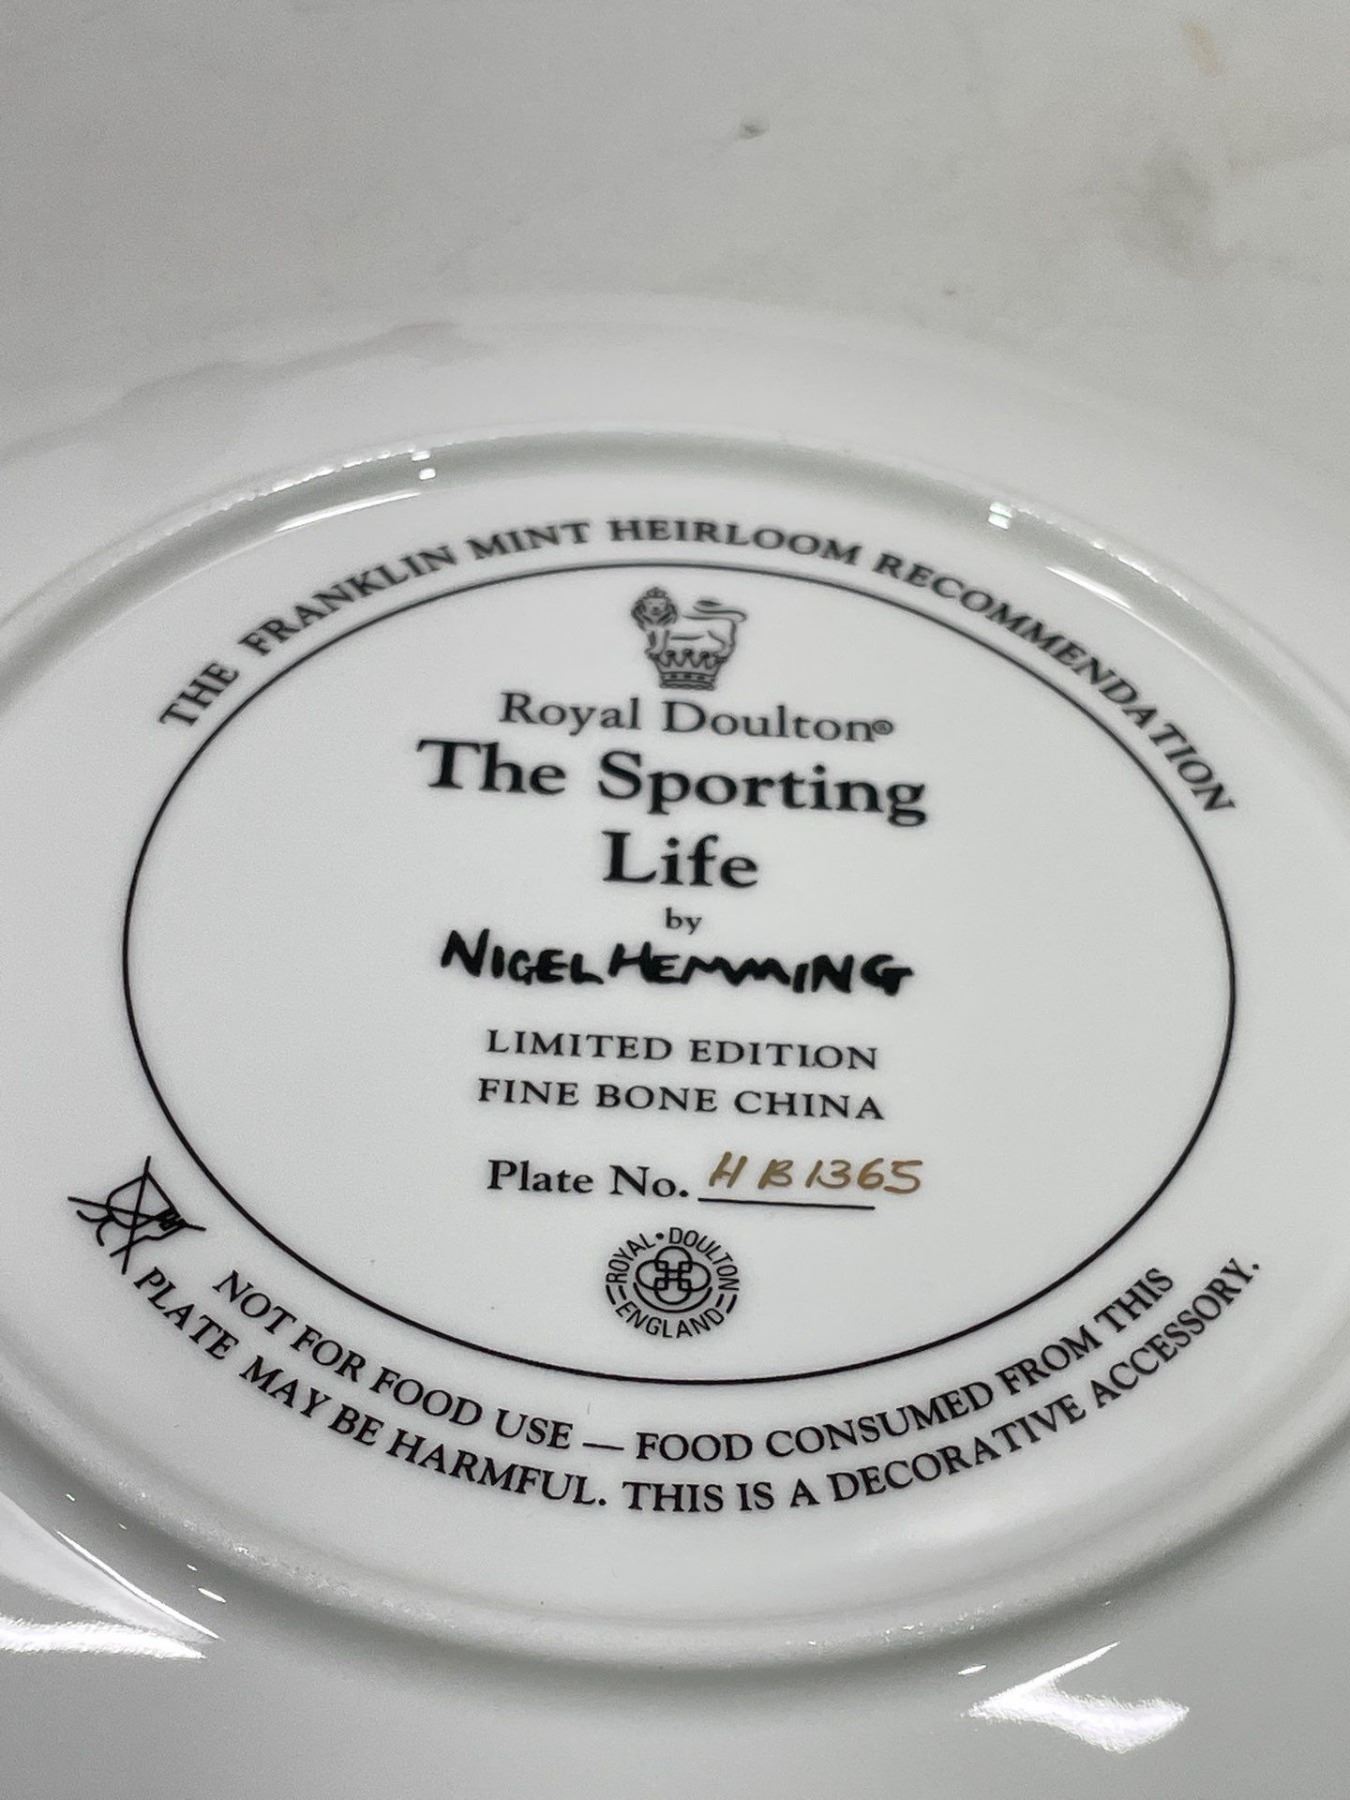 THE FRANKLIN MINT HEIRLOOM RECOMMENDATION
Royal Doulton®
The Sporting
Life
by
NIGEL HEMMING
LIMITED EDITION
FINE BONE CHINA
Plate No. HB1365
ROYAL • DOULTON
ENGLAND
NOT FOR FOOD USE — FOOD CONSUMED FROM THIS
PLATE MAY BE HARMFUL. THIS IS A DECORATIVE ACCESSORY.